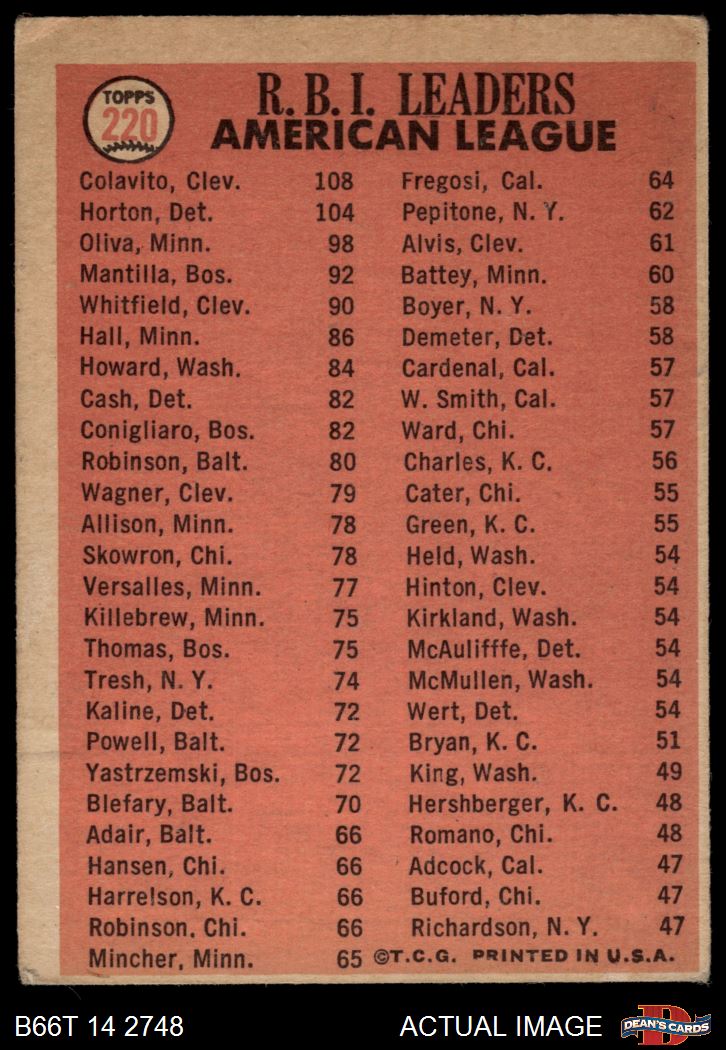 TOPPS
220
R. B. I. LEADERS
AMERICAN LEAGUE
Colavito, Clev. 108
Horton, Det. 104
Oliva, Minn. 98
Mantilla, Bos. 92
Whitfield, Clev. 90
Hall, Minn. 86
Howard, Wash. 84
Cash, Det. 82
Conigliaro, Bos. 82
Robinson, Balt. 80
Wagner, Clev. 79
Allison, Minn. 78
Skowron, Chi. 78
Versalles, Minn. 77
Killebrew, Minn. 75
Thomas, Bos. 75
Tresh, N. Y. 74
Kaline, Det. 72
Powell, Balt. 72
Yastrzemski, Bos. 72
Blefary, Balt. 70
Adair, Balt. 66
Hansen, Chi. 66
Harrelson, K. C. 66
Robinson, Chi. 66
Mincher, Minn. 65
Fregosi, Cal. 64
Pepitone, N. Y. 62
Alvis, Clev. 61
Battey, Minn. 60
Boyer, N. Y. 58
Demeter, Det. 58
Cardenal, Cal. 57
W. Smith, Cal. 57
Ward, Chi. 57
Charles, K. C. 56
Cater, Chi. 55
Green, K. C. 55
Held, Wash. 54
Hinton, Clev. 54
Kirkland, Wash. 54
McAulifffe, Det. 54
McMullen, Wash. 54
Wert, Det. 54
Bryan, K. C. 51
King, Wash. 49
Hershberger, K. C. 48
Romano, Chi. 48
Adcock, Cal. 47
Buford, Chi. 47
Richardson, N. Y. 47
©T.C.G. PRINTED IN U.S.A.
B66T 14 2748
ACTUAL IMAGE
DEAN'S CARDS